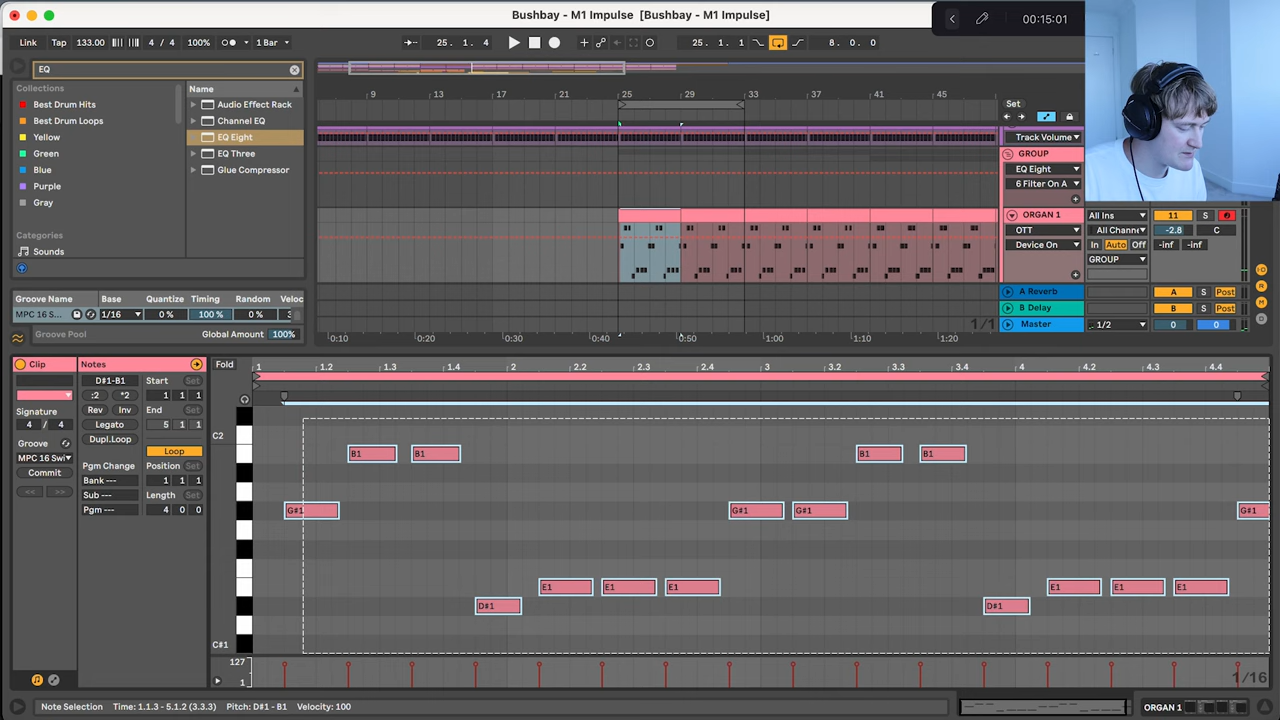 Bushbay - M1 Impulse [Bushbay - M1 Impulse]
00:15:01
Link Tap 133.00 4 / 4 100% 1 Bar 25. 1. 4 25. 1. 1 8. 0. 0
EQ
Collections
Best Drum Hits
Best Drum Loops
Yellow
Green
Blue
Purple
Gray
Categories
Sounds
Name
Audio Effect Rack
Channel EQ
EQ Eight
EQ Three
Glue Compressor
9 13 17 21 25 29 33 37 41 45
Set
Track Volume
GROUP
EQ Eight
6 Filter On A
ORGAN 1 All Ins 11 S
OTT All Channe -2.8 C
Device On In Auto Off -inf -inf
GROUP
A Reverb A S Post
B Delay B S Post
Master 1/2 0 0
1/1
0:10 0:20 0:30 0:40 0:50 1:00 1:10 1:20
Groove Name Base Quantize Timing Random Veloc
MPC 16 S... 1/16 0 % 100 % 0 % 3
Groove Pool Global Amount 100%
Clip Notes Fold
D#1-B1 Start Set
:2 *2 1 1 1
Signature Rev Inv End Set
4 / 4 Legato 5 1 1
Groove Dupl.Loop Loop
MPC 16 Swi Pgm Change Position Set
Commit Bank --- 1 1 1
<< >> Sub --- Length Set
Pgm --- 4 0 0
1 1.2 1.3 1.4 2 2.2 2.3 2.4 3 3.2 3.3 3.4 4 4.2 4.3 4.4
C2
B1 B1 B1 B1
G#1 G#1 G#1 G#1
E1 E1 E1 E1 E1 E1
D#1 D#1
C#1
127
1
1/16
Note Selection Time: 1.1.3 - 5.1.2 (3.3.3) Pitch: D#1 - B1 Velocity: 100 ORGAN 1